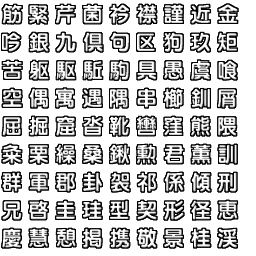 筋緊芹菌衿襟謹近金
吟銀九倶句区狗玖矩
苦躯駆駈駒具愚虞喰
空偶寓遇隅串櫛釧屑
屈掘窟沓靴轡窪熊隈
粂栗繰桑鍬勲君薫訓
群軍郡卦袈祁係傾刑
兄啓圭珪型契形径恵
慶慧憩掲携敬景桂渓